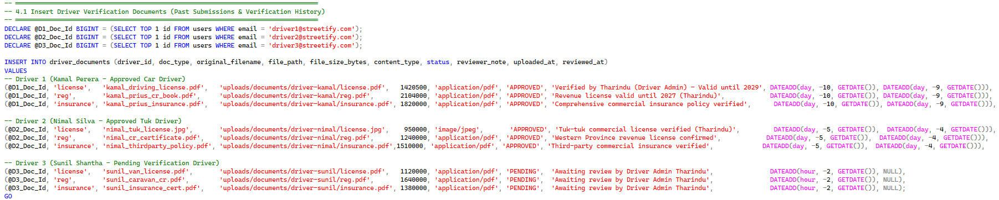 -- ══════════════════════════════════════════════════════════════════════════════════
-- 4.1 Insert Driver Verification Documents (Past Submissions & Verification History)
-- ══════════════════════════════════════════════════════════════════════════════════
DECLARE @D1_Doc_Id BIGINT = (SELECT TOP 1 id FROM users WHERE email = 'driver1@streetify.com');
DECLARE @D2_Doc_Id BIGINT = (SELECT TOP 1 id FROM users WHERE email = 'driver2@streetify.com');
DECLARE @D3_Doc_Id BIGINT = (SELECT TOP 1 id FROM users WHERE email = 'driver3@streetify.com');
INSERT INTO driver_documents (driver_id, doc_type, original_filename, file_path, file_size_bytes, content_type, status, reviewer_note, uploaded_at, reviewed_at)
VALUES
-- Driver 1 (Kamal Perera - Approved Car Driver)
(@D1_Doc_Id, 'license', 'kamal_driving_license.pdf', 'uploads/documents/driver-kamal/license.pdf', 1420500, 'application/pdf', 'APPROVED', 'Verified by Tharindu (Driver Admin) - Valid until 2029', DATEADD(day, -10, GETDATE()), DATEADD(day, -9, GETDATE())),
(@D1_Doc_Id, 'reg', 'kamal_prius_cr_book.pdf', 'uploads/documents/driver-kamal/reg.pdf', 2104000, 'application/pdf', 'APPROVED', 'Revenue license valid until 2027 (Tharindu)', DATEADD(day, -10, GETDATE()), DATEADD(day, -9, GETDATE())),
(@D1_Doc_Id, 'insurance', 'kamal_prius_insurance.pdf', 'uploads/documents/driver-kamal/insurance.pdf', 1820000, 'application/pdf', 'APPROVED', 'Comprehensive commercial insurance policy verified', DATEADD(day, -10, GETDATE()), DATEADD(day, -9, GETDATE())),
-- Driver 2 (Nimal Silva - Approved Tuk Driver)
(@D2_Doc_Id, 'license', 'nimal_tuk_license.jpg', 'uploads/documents/driver-nimal/license.jpg', 950000, 'image/jpeg', 'APPROVED', 'Tuk-tuk commercial license verified (Tharindu)', DATEADD(day, -5, GETDATE()), DATEADD(day, -4, GETDATE())),
(@D2_Doc_Id, 'reg', 'nimal_cr_certificate.pdf', 'uploads/documents/driver-nimal/reg.pdf', 1240000, 'application/pdf', 'APPROVED', 'Western Province revenue license confirmed', DATEADD(day, -5, GETDATE()), DATEADD(day, -4, GETDATE())),
(@D2_Doc_Id, 'insurance', 'nimal_thirdparty_policy.pdf', 'uploads/documents/driver-nimal/insurance.pdf',1510000, 'application/pdf', 'APPROVED', 'Third-party commercial insurance verified', DATEADD(day, -5, GETDATE()), DATEADD(day, -4, GETDATE())),
-- Driver 3 (Sunil Shantha - Pending Verification Driver)
(@D3_Doc_Id, 'license', 'sunil_van_license.pdf', 'uploads/documents/driver-sunil/license.pdf', 1120000, 'application/pdf', 'PENDING', 'Awaiting review by Driver Admin Tharindu', DATEADD(hour, -2, GETDATE()), NULL),
(@D3_Doc_Id, 'reg', 'sunil_caravan_cr.pdf', 'uploads/documents/driver-sunil/reg.pdf', 1640000, 'application/pdf', 'PENDING', 'Awaiting review by Driver Admin Tharindu', DATEADD(hour, -2, GETDATE()), NULL),
(@D3_Doc_Id, 'insurance', 'sunil_insurance_cert.pdf', 'uploads/documents/driver-sunil/insurance.pdf', 1380000, 'application/pdf', 'PENDING', 'Awaiting review by Driver Admin Tharindu', DATEADD(hour, -2, GETDATE()), NULL);
GO